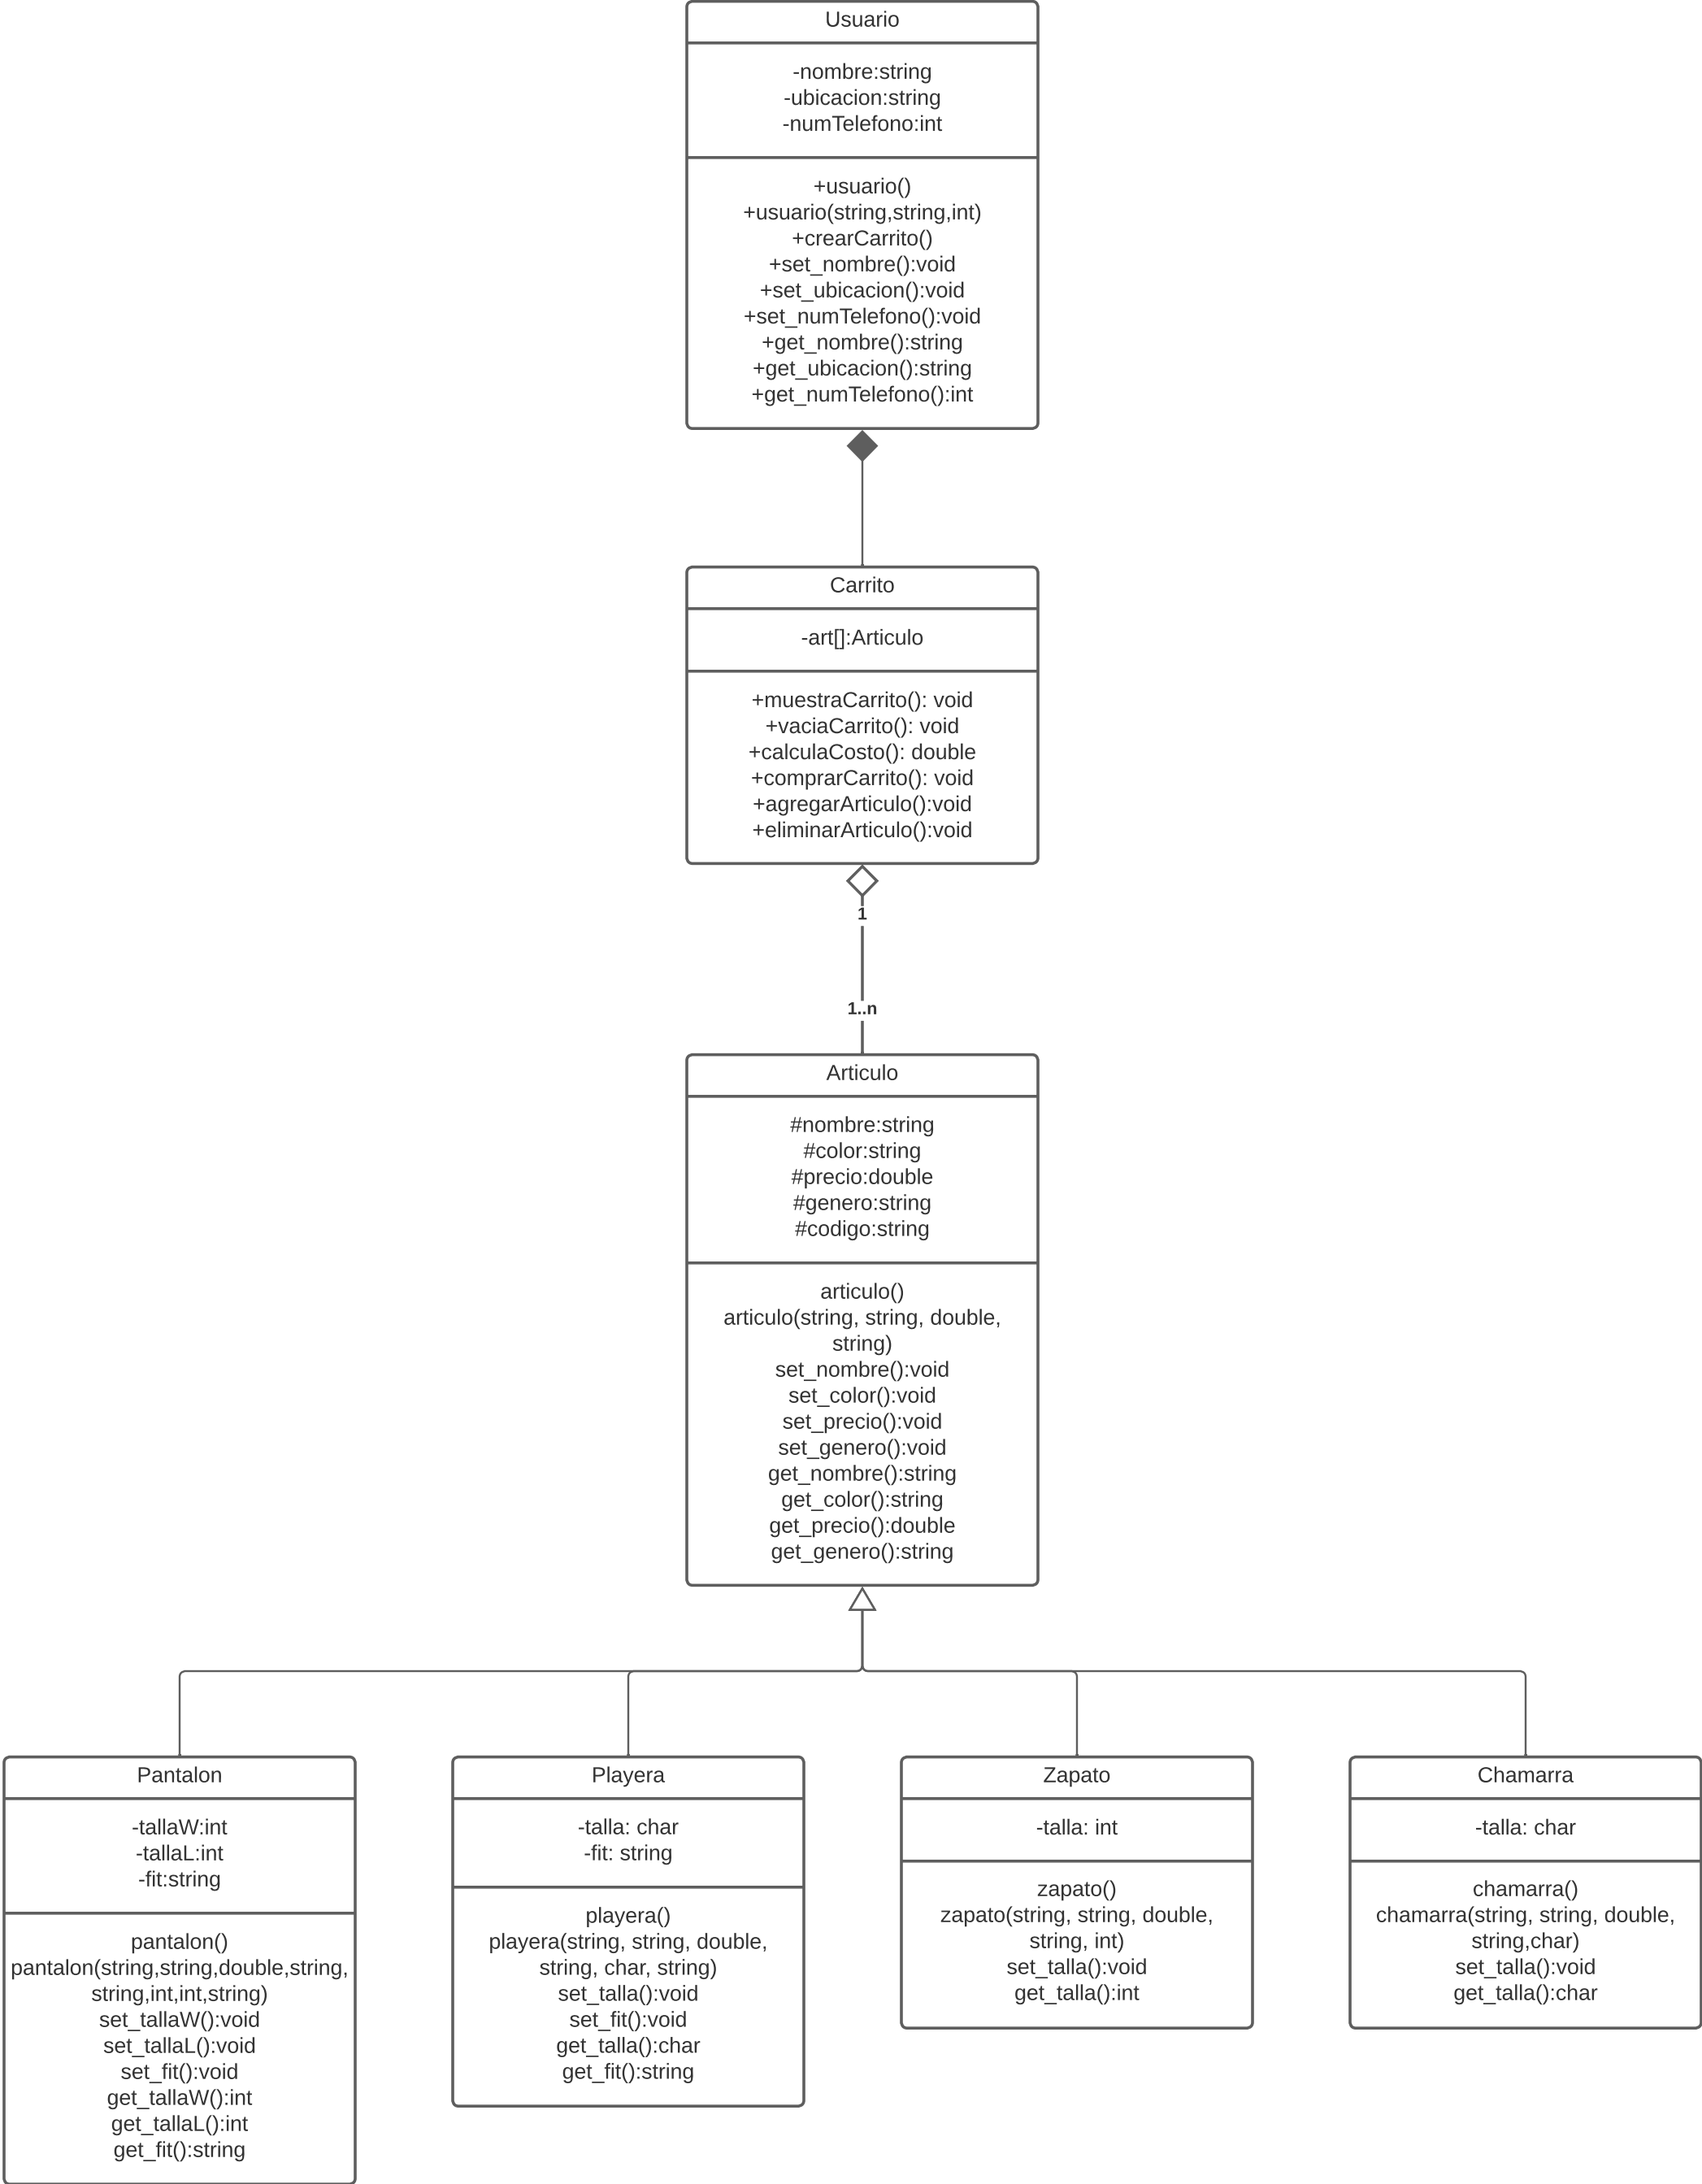 Usuario
-nombre:string
-ubicacion:string
-numTelefono:int
+usuario()
+usuario(string,string,int)
+crearCarrito()
+set_nombre():void
+set_ubicacion():void
+set_numTelefono():void
+get_nombre():string
+get_ubicacion():string
+get_numTelefono():int
Carrito
-art[]:Articulo
+muestraCarrito(): void
+vaciaCarrito(): void
+calculaCosto(): double
+comprarCarrito(): void
+agregarArticulo():void
+eliminarArticulo():void
1
1..n
Articulo
#nombre:string
#color:string
#precio:double
#genero:string
#codigo:string
articulo()
articulo(string, string, double,
string)
set_nombre():void
set_color():void
set_precio():void
set_genero():void
get_nombre():string
get_color():string
get_precio():double
get_genero():string
Pantalon
-tallaW:int
-tallaL:int
-fit:string
pantalon()
pantalon(string,string,double,string,
string,int,int,string)
set_tallaW():void
set_tallaL():void
set_fit():void
get_tallaW():int
get_tallaL():int
get_fit():string
Playera
-talla: char
-fit: string
playera()
playera(string, string, double,
string, char, string)
set_talla():void
set_fit():void
get_talla():char
get_fit():string
Zapato
-talla: int
zapato()
zapato(string, string, double,
string, int)
set_talla():void
get_talla():int
Chamarra
-talla: char
chamarra()
chamarra(string, string, double,
string,char)
set_talla():void
get_talla():char